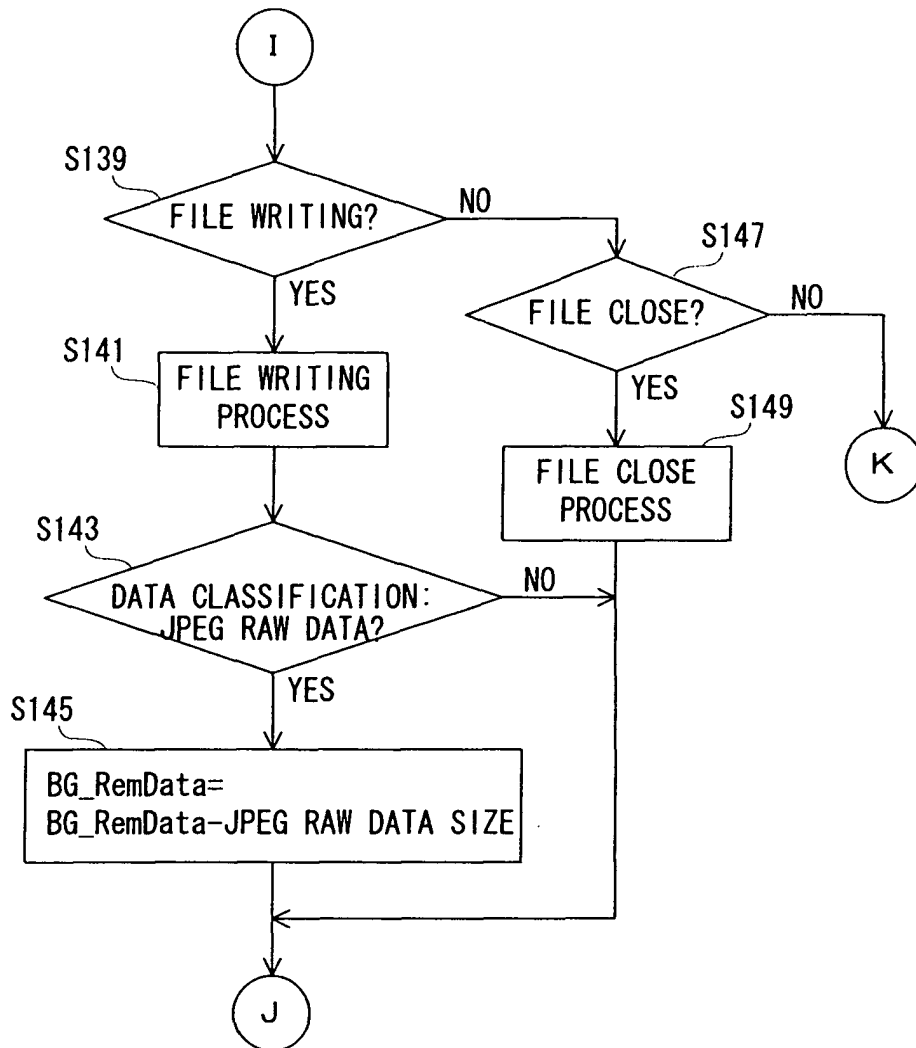 I
S139
FILE WRITING?
NO
S147
YES
FILE CLOSE?
NO
S141
FILE WRITING
PROCESS
YES
S149
K
FILE CLOSE
PROCESS
S143
DATA CLASSIFICATION:
JPEG RAW DATA?
NO
YES
S145
BG_RemData=
BG_RemData-JPEG RAW DATA SIZE
J